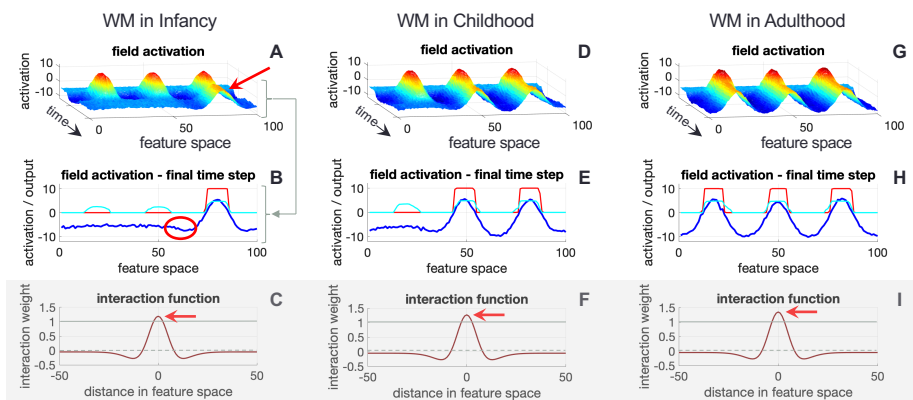 WM in Infancy
WM in Childhood
WM in Adulthood
field activation
A
field activation
D
field activation
G
activation
10
0
-10
time
0
50
100
feature space
activation
10
0
-10
time
0
50
100
feature space
activation
10
0
-10
time
0
50
100
feature space
field activation - final time step
B
field activation - final time step
E
field activation - final time step
H
activation / output
10
0
-10
0
50
100
feature space
activation / output
10
0
-10
0
50
100
feature space
activation / output
10
0
-10
0
50
100
feature space
interaction function
C
interaction function
F
interaction function
I
interaction weight
1.5
1
0.5
0
-0.5
-50
0
50
distance in feature space
interaction weight
1.5
1
0.5
0
-0.5
-50
0
50
distance in feature space
interaction weight
1.5
1
0.5
0
-0.5
-50
0
50
distance in feature space